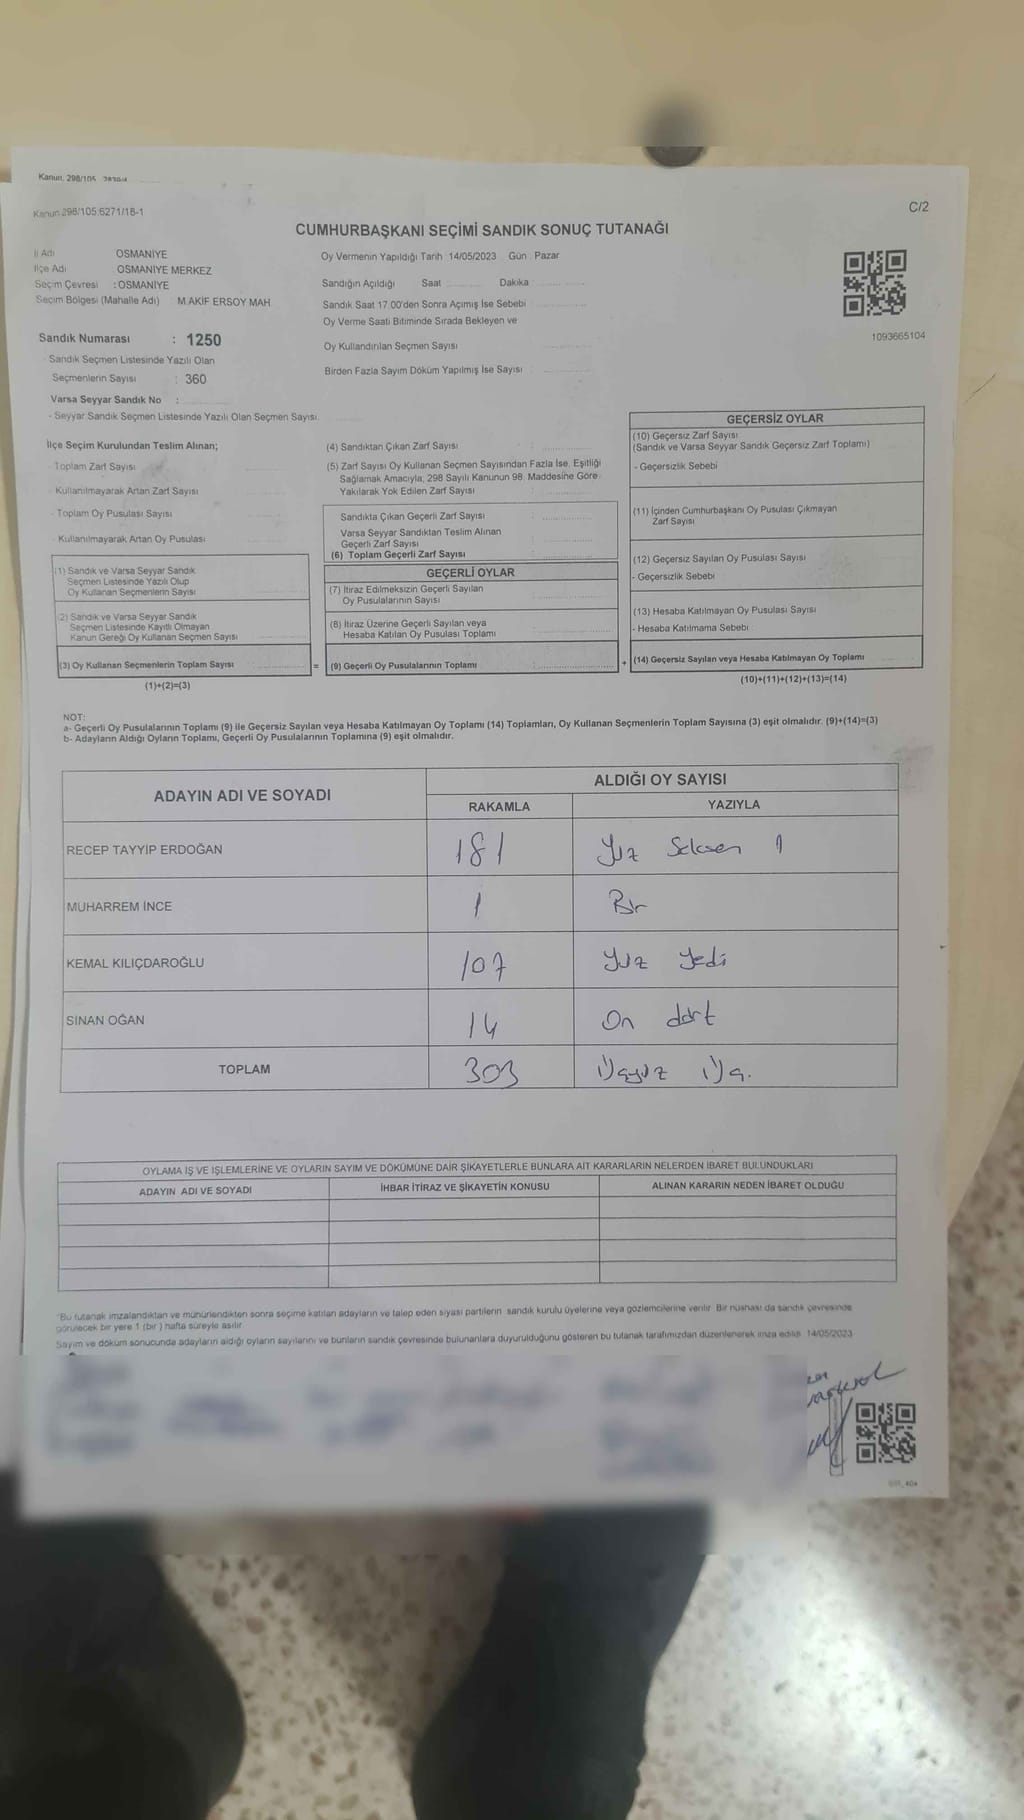 Kanun. 298/105
Kanun 298/105 6271/18-1
C/2
CUMHURBAŞKANI SEÇİMİ SANDIK SONUÇ TUTANAĞI
İl Adı OSMANİYE
İlçe Adı : OSMANİYE MERKEZ
Seçim Çevresi : OSMANİYE
Seçim Bölgesi (Mahalle Adı) M.AKİF ERSOY MAH
Oy Vermenin Yapıldığı Tarih 14/05/2023 Gün Pazar
Sandığın Açıldığı Saat Dakika
Sandık Saat 17:00'den Sonra Açımış İse Sebebi
Oy Verme Saati Bitiminde Sırada Bekleyen ve
Oy Kullandırılan Seçmen Sayısı
Birden Fazla Sayım Döküm Yapılmış İse Sayısı
1093665104
Sandık Numarası : 1250
- Sandık Seçmen Listesinde Yazılı Olan
Seçmenlerin Sayısı : 360
Varsa Seyyar Sandık No :
- Seyyar Sandık Seçmen Listesinde Yazılı Olan Seçmen Sayısı.
İlçe Seçim Kurulundan Teslim Alınan;
- Toplam Zarf Sayısı
- Kullanılmayarak Artan Zarf Sayısı
- Toplam Oy Pusulası Sayısı
- Kullanılmayarak Artan Oy Pusulası
(1) Sandık ve Varsa Seyyar Sandık
Seçmen Listesinde Yazılı Olup
Oy Kullanan Seçmenlerin Sayısı
(2) Sandık ve Varsa Seyyar Sandık
Seçmen Listesinde Kayıtlı Olmayan
Kanun Gereği Oy Kullanan Seçmen Sayısı
(3) Oy Kullanan Seçmenlerin Toplam Sayısı
(1)+(2)=(3)
(4) Sandıktan Çıkan Zarf Sayısı
(5) Zarf Sayısı Oy Kullanan Seçmen Sayısından Fazla İse, Eşitliği
Sağlamak Amacıyla, 298 Sayılı Kanunun 98. Maddesine Göre
Yakılarak Yok Edilen Zarf Sayısı
Sandıkta Çıkan Geçerli Zarf Sayısı
Varsa Seyyar Sandıktan Teslim Alınan
Geçerli Zarf Sayısı
(6) Toplam Geçerli Zarf Sayısı
GEÇERLİ OYLAR
(7) İtiraz Edilmeksizin Geçerli Sayılan
Oy Pusulalarının Sayısı
(8) İtiraz Üzerine Geçerli Sayılan veya
Hesaba Katılan Oy Pusulası Toplamı
= (9) Geçerli Oy Pusulalarının Toplamı
GEÇERSİZ OYLAR
(10) Geçersiz Zarf Sayısı
(Sandık ve Varsa Seyyar Sandık Geçersiz Zarf Toplamı)
- Geçersizlik Sebebi
(11) İçinden Cumhurbaşkanı Oy Pusulası Çıkmayan
Zarf Sayısı
(12) Geçersiz Sayılan Oy Pusulası Sayısı
- Geçersizlik Sebebi
(13) Hesaba Katılmayan Oy Pusulası Sayısı
- Hesaba Katılmama Sebebi
+ (14) Geçersiz Sayılan veya Hesaba Katılmayan Oy Toplamı
(10)+(11)+(12)+(13)=(14)
NOT:
a- Geçerli Oy Pusulalarının Toplamı (9) ile Geçersiz Sayılan veya Hesaba Katılmayan Oy Toplamı (14) Toplamları, Oy Kullanan Seçmenlerin Toplam Sayısına (3) eşit olmalıdır. (9)+(14)=(3)
b- Adayların Aldığı Oyların Toplamı, Geçerli Oy Pusulalarının Toplamına (9) eşit olmalıdır.
ADAYIN ADI VE SOYADI ALDIĞI OY SAYISI
RAKAMLA YAZIYLA
RECEP TAYYİP ERDOĞAN 181 Yüz Seksen 1
MUHARREM İNCE 1 Bir
KEMAL KILIÇDAROĞLU 107 Yüz Yedi
SİNAN OĞAN 14 On dört
TOPLAM 303 Üçyüz Üç.
OYLAMA İŞ VE İŞLEMLERİNE VE OYLARIN SAYIM VE DÖKÜMÜNE DAİR ŞİKAYETLERLE BUNLARA AİT KARARLARIN NELERDEN İBARET BULUNDUKLARI
ADAYIN ADI VE SOYADI İHBAR İTİRAZ VE ŞİKAYETİN KONUSU ALINAN KARARIN NEDEN İBARET OLDUĞU
*Bu tutanak imzalandıktan ve mühürlendikten sonra seçime katılan adayların ve talep eden siyasi partilerin sandık kurulu üyelerine veya gözlemcilerine verilir. Bir nüshası da sandık çevresinde
görülecek bir yere 1 (bir ) hafta süreyle asılır.
Sayım ve döküm sonucunda adayların aldığı oyların sayılarını ve bunların sandık çevresinde bulunanlara duyurulduğunu gösteren bu tutanak tarafımızdan düzenlenerek imza edildi. 14/05/2023